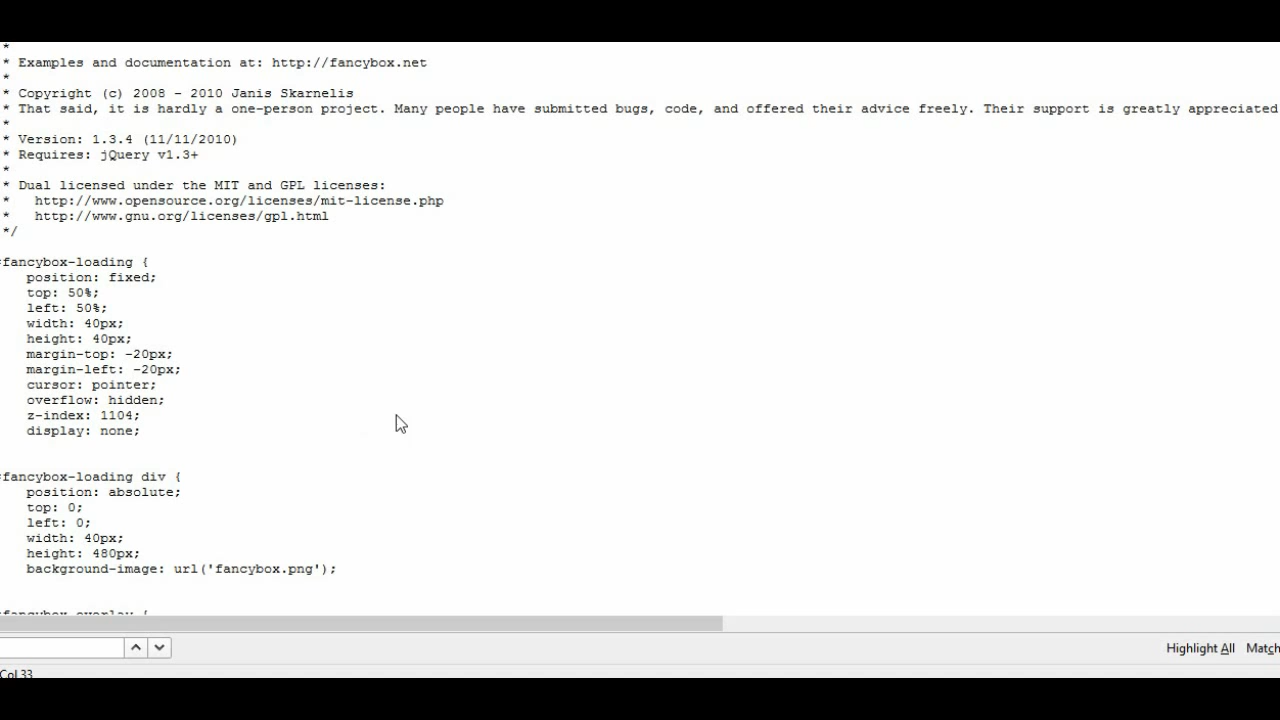 *
* Examples and documentation at: http://fancybox.net
*
* Copyright (c) 2008 - 2010 Janis Skarnelis
* That said, it is hardly a one-person project. Many people have submitted bugs, code, and offered their advice freely. Their support is greatly appreciated
*
* Version: 1.3.4 (11/11/2010)
* Requires: jQuery v1.3+
*
* Dual licensed under the MIT and GPL licenses:
*   http://www.opensource.org/licenses/mit-license.php
*   http://www.gnu.org/licenses/gpl.html
*/
fancybox-loading {
position: fixed;
top: 50%;
left: 50%;
width: 40px;
height: 40px;
margin-top: -20px;
margin-left: -20px;
cursor: pointer;
overflow: hidden;
z-index: 1104;
display: none;
fancybox-loading div {
position: absolute;
top: 0;
left: 0;
width: 40px;
height: 480px;
background-image: url('fancybox.png');
fancybox-overlay {
Highlight All Match
Col 33